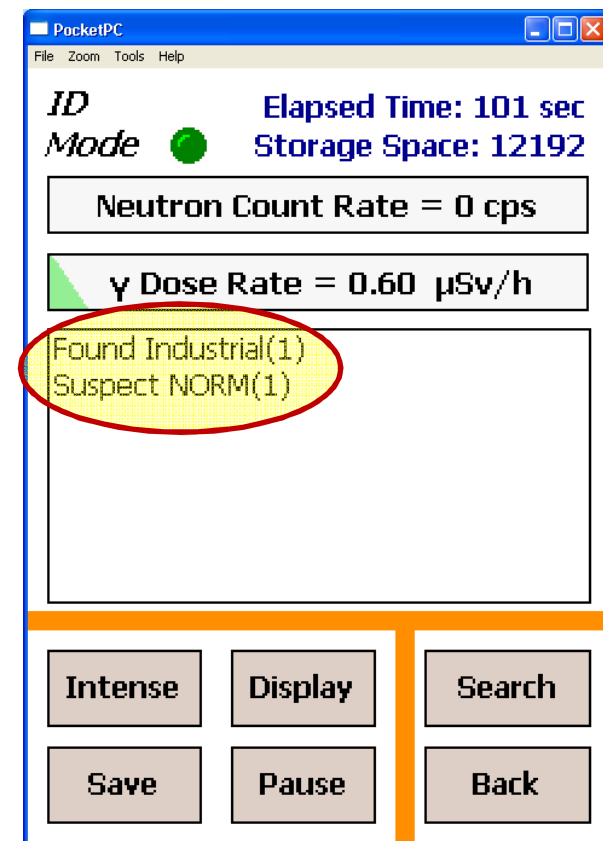 PocketPC
File Zoom Tools Help
ID Elapsed Time: 101 sec
Mode Storage Space: 12192
Neutron Count Rate = 0 cps
γ Dose Rate = 0.60 µSv/h
Found Industrial(1)
Suspect NORM(1)
Intense Display Search
Save Pause Back